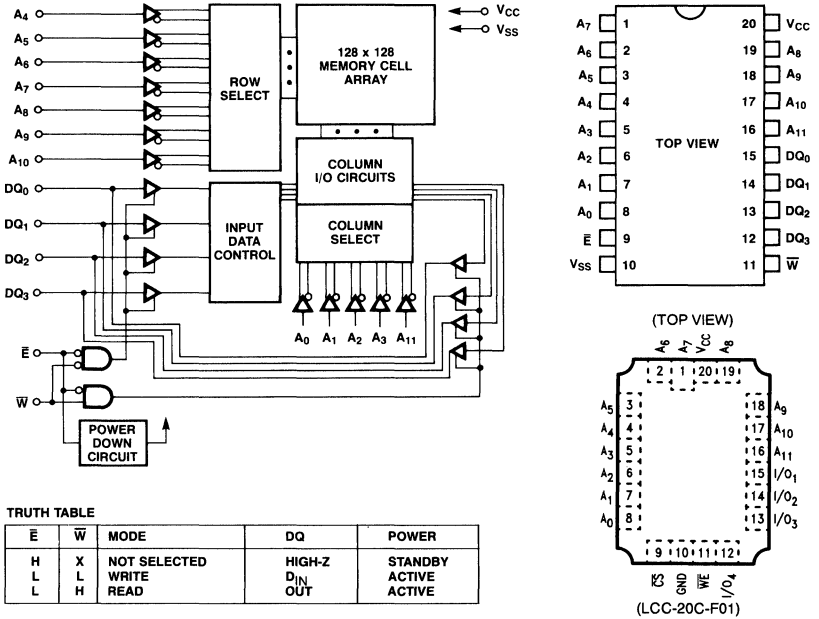 A4
A5
A6
A7
A8
A9
A10
DQ0
DQ1
DQ2
DQ3
E̅
W̅
ROW
SELECT
128 x 128
MEMORY CELL
ARRAY
VCC
VSS
COLUMN
I/O CIRCUITS
COLUMN
SELECT
INPUT
DATA
CONTROL
A0 A1 A2 A3 A11
POWER
DOWN
CIRCUIT
TRUTH TABLE
E̅ W̅ MODE DQ POWER
H X NOT SELECTED HIGH-Z STANDBY
L L WRITE DIN ACTIVE
L H READ OUT ACTIVE
A7 1 20 VCC
A6 2 19 A8
A5 3 18 A9
A4 4 17 A10
A3 5 16 A11
TOP VIEW
A2 6 15 DQ0
A1 7 14 DQ1
A0 8 13 DQ2
E̅ 9 12 DQ3
VSS 10 11 W̅
(TOP VIEW)
A6 A7 VCC A8
2 1 20 19
A5 3 18 A9
A4 4 17 A10
A3 5 16 A11
A2 6 15 I/O1
A1 7 14 I/O2
A0 8 13 I/O3
9 10 11 12
C̅S̅ GND W̅E̅ I/O4
(LCC-20C-F01)